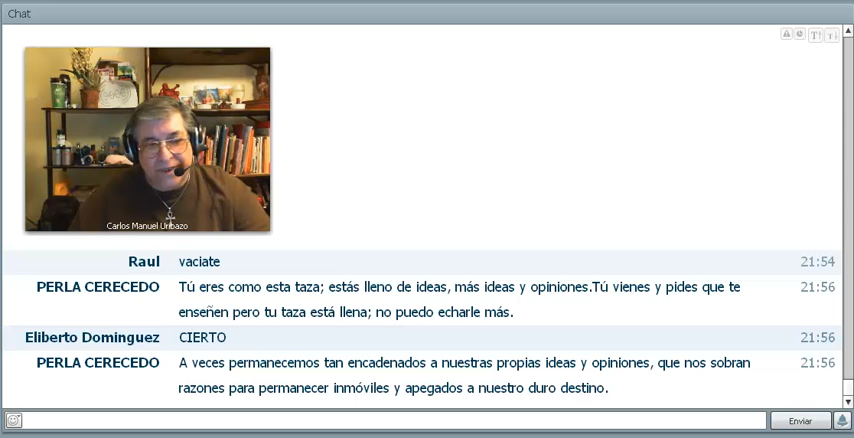 Chat
T↑ T↓
Carlos Manuel Uribazo
Raul vaciate 21:54
PERLA CERECEDO Tú eres como esta taza; estás lleno de ideas, más ideas y opiniones.Tú vienes y pides que te 21:56
enseñen pero tu taza está llena; no puedo echarle más.
Eliberto Dominguez CIERTO 21:56
PERLA CERECEDO A veces permanecemos tan encadenados a nuestras propias ideas y opiniones, que nos sobran 21:56
razones para permanecer inmóviles y apegados a nuestro duro destino.
Enviar